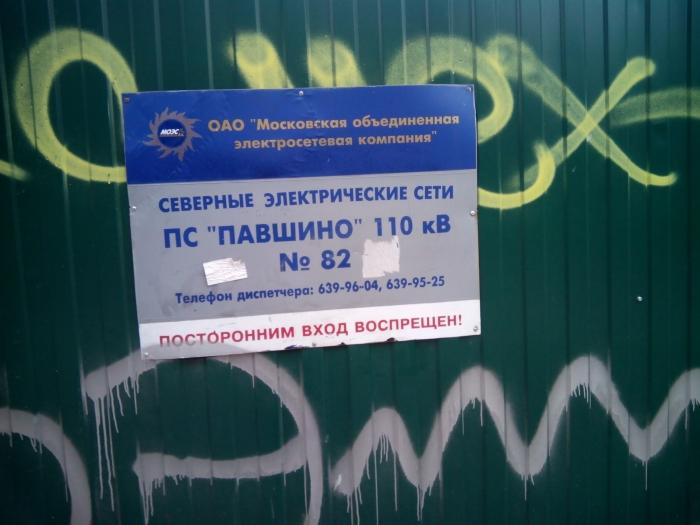 МОЭС
ОАО "Московская объединенная
электросетевая компания"
СЕВЕРНЫЕ ЭЛЕКТРИЧЕСКИЕ СЕТИ
ПС "ПАВШИНО" 110 кВ
№ 82
Телефон диспетчера: 639-96-04, 639-95-25
ПОСТОРОННИМ ВХОД ВОСПРЕЩЕН!